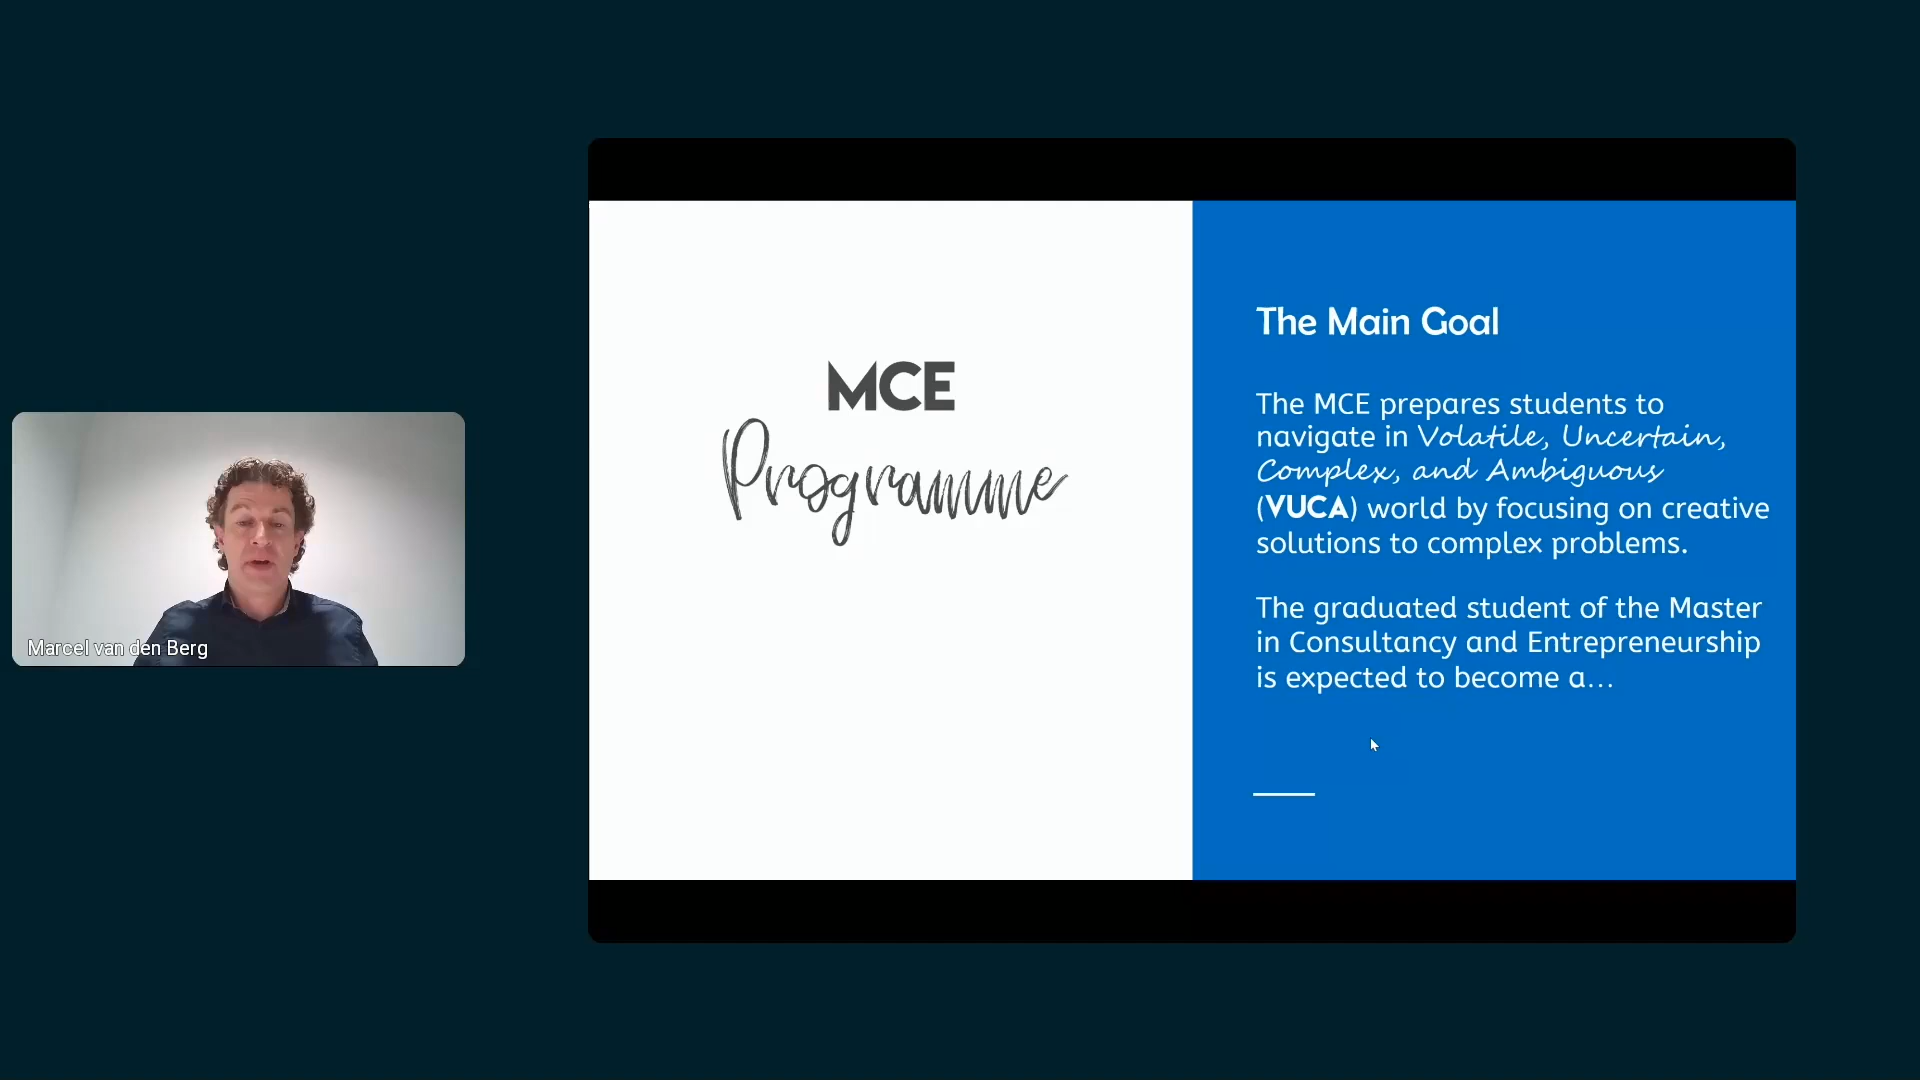 Marcel van den Berg
MCE
Programme
The Main Goal
The MCE prepares students to
navigate in Volatile, Uncertain,
Complex, and Ambiguous
(VUCA) world by focusing on creative
solutions to complex problems.
The graduated student of the Master
in Consultancy and Entrepreneurship
is expected to become a...